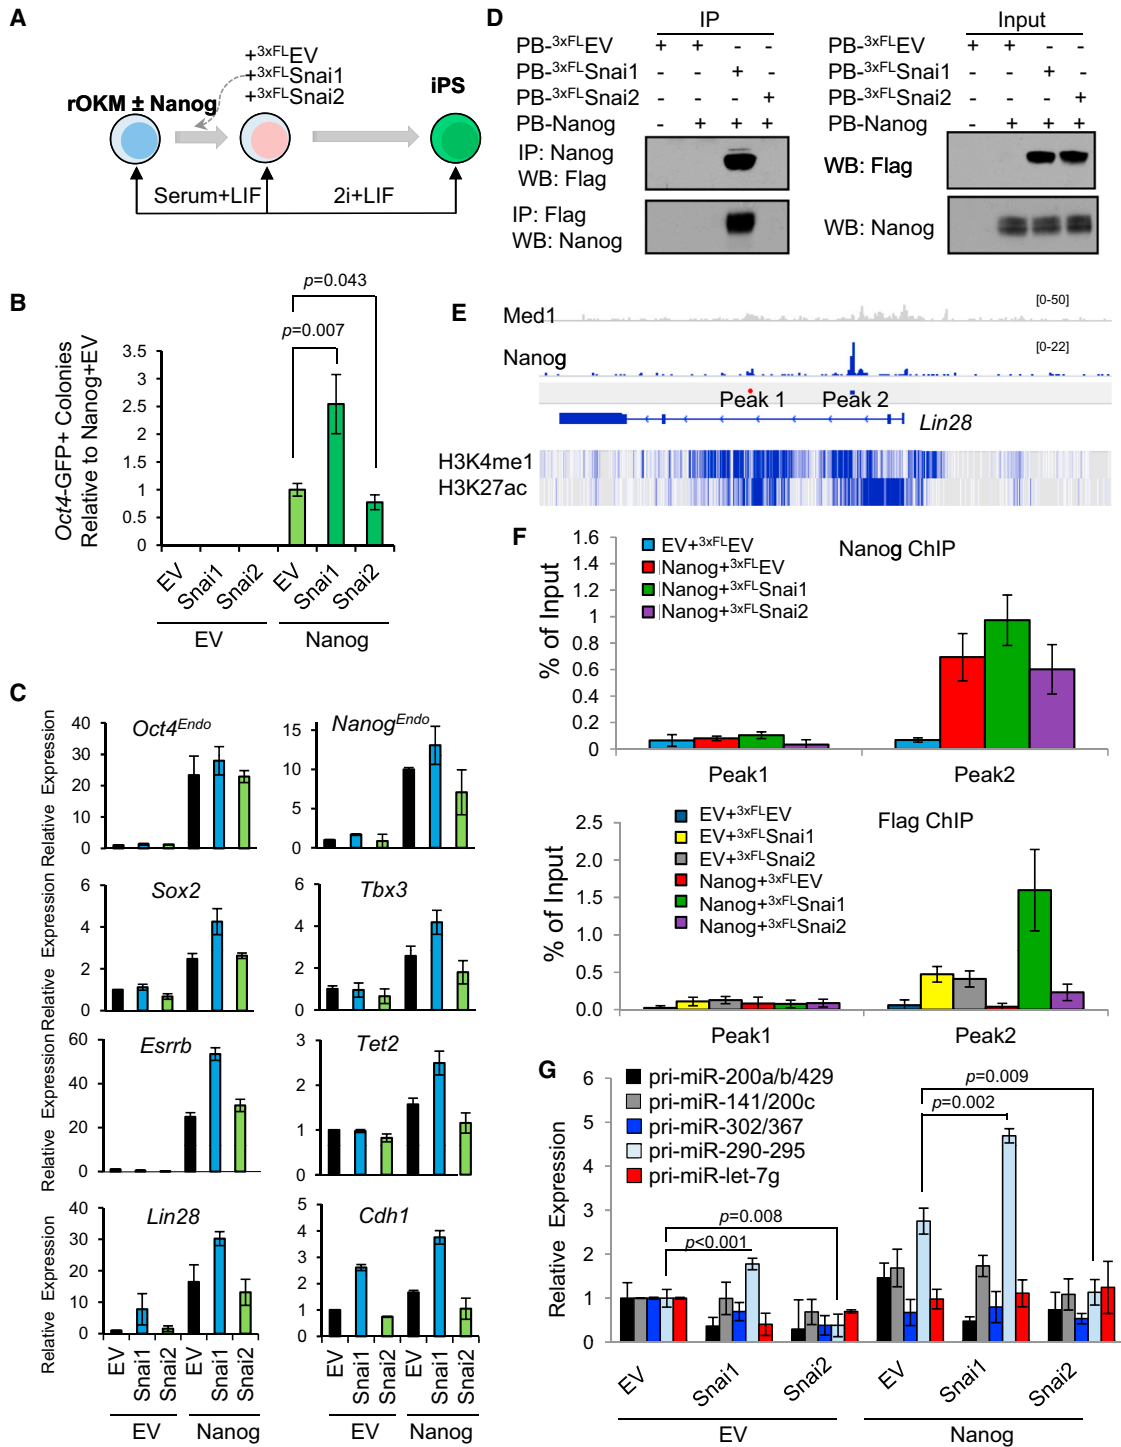 A
+3xFLEV
+3xFLSnai1
+3xFLSnai2
rOKM ± Nanog
iPS
Serum+LIF
2i+LIF
B
p=0.043
p=0.007
Oct4-GFP+ Colonies
Relative to Nanog+EV
3.5
3
2.5
2
1.5
1
0.5
0
EV
Snai1
Snai2
EV
Snai1
Snai2
EV
Nanog
C
Relative Expression
Oct4Endo
40
30
20
10
0
NanogEndo
15
10
5
0
Relative Expression
Sox2
6
4
2
0
Tbx3
6
4
2
0
Relative Expression
Esrrb
60
40
20
0
Tet2
3
2
1
0
Relative Expression
Lin28
40
30
20
10
0
Cdh1
5
4
3
2
1
0
EV
Snai1
Snai2
EV
Snai1
Snai2
EV
Nanog
EV
Snai1
Snai2
EV
Snai1
Snai2
EV
Nanog
D
IP
PB-3xFLEV + + - -
PB-3xFLSnai1 - - + -
PB-3xFLSnai2 - - - +
PB-Nanog - + + +
IP: Nanog
WB: Flag
IP: Flag
WB: Nanog
Input
PB-3xFLEV + + - -
PB-3xFLSnai1 - - + -
PB-3xFLSnai2 - - - +
PB-Nanog - + + +
WB: Flag
WB: Nanog
E
Med1
[0-50]
Nanog
[0-22]
Peak 1
Peak 2
Lin28
H3K4me1
H3K27ac
F
Nanog ChIP
EV+3xFLEV
Nanog+3xFLEV
Nanog+3xFLSnai1
Nanog+3xFLSnai2
% of Input
1.6
1.4
1.2
1
0.8
0.6
0.4
0.2
0
Peak1
Peak2
Flag ChIP
EV+3xFLEV
EV+3xFLSnai1
EV+3xFLSnai2
Nanog+3xFLEV
Nanog+3xFLSnai1
Nanog+3xFLSnai2
% of Input
2.5
2.0
1.5
1.0
0.5
0.0
Peak1
Peak2
G
pri-miR-200a/b/429
pri-miR-141/200c
pri-miR-302/367
pri-miR-290-295
pri-miR-let-7g
p=0.009
p=0.002
p=0.008
p<0.001
Relative Expression
6
5
4
3
2
1
0
EV
Snai1
Snai2
EV
Snai1
Snai2
EV
Nanog